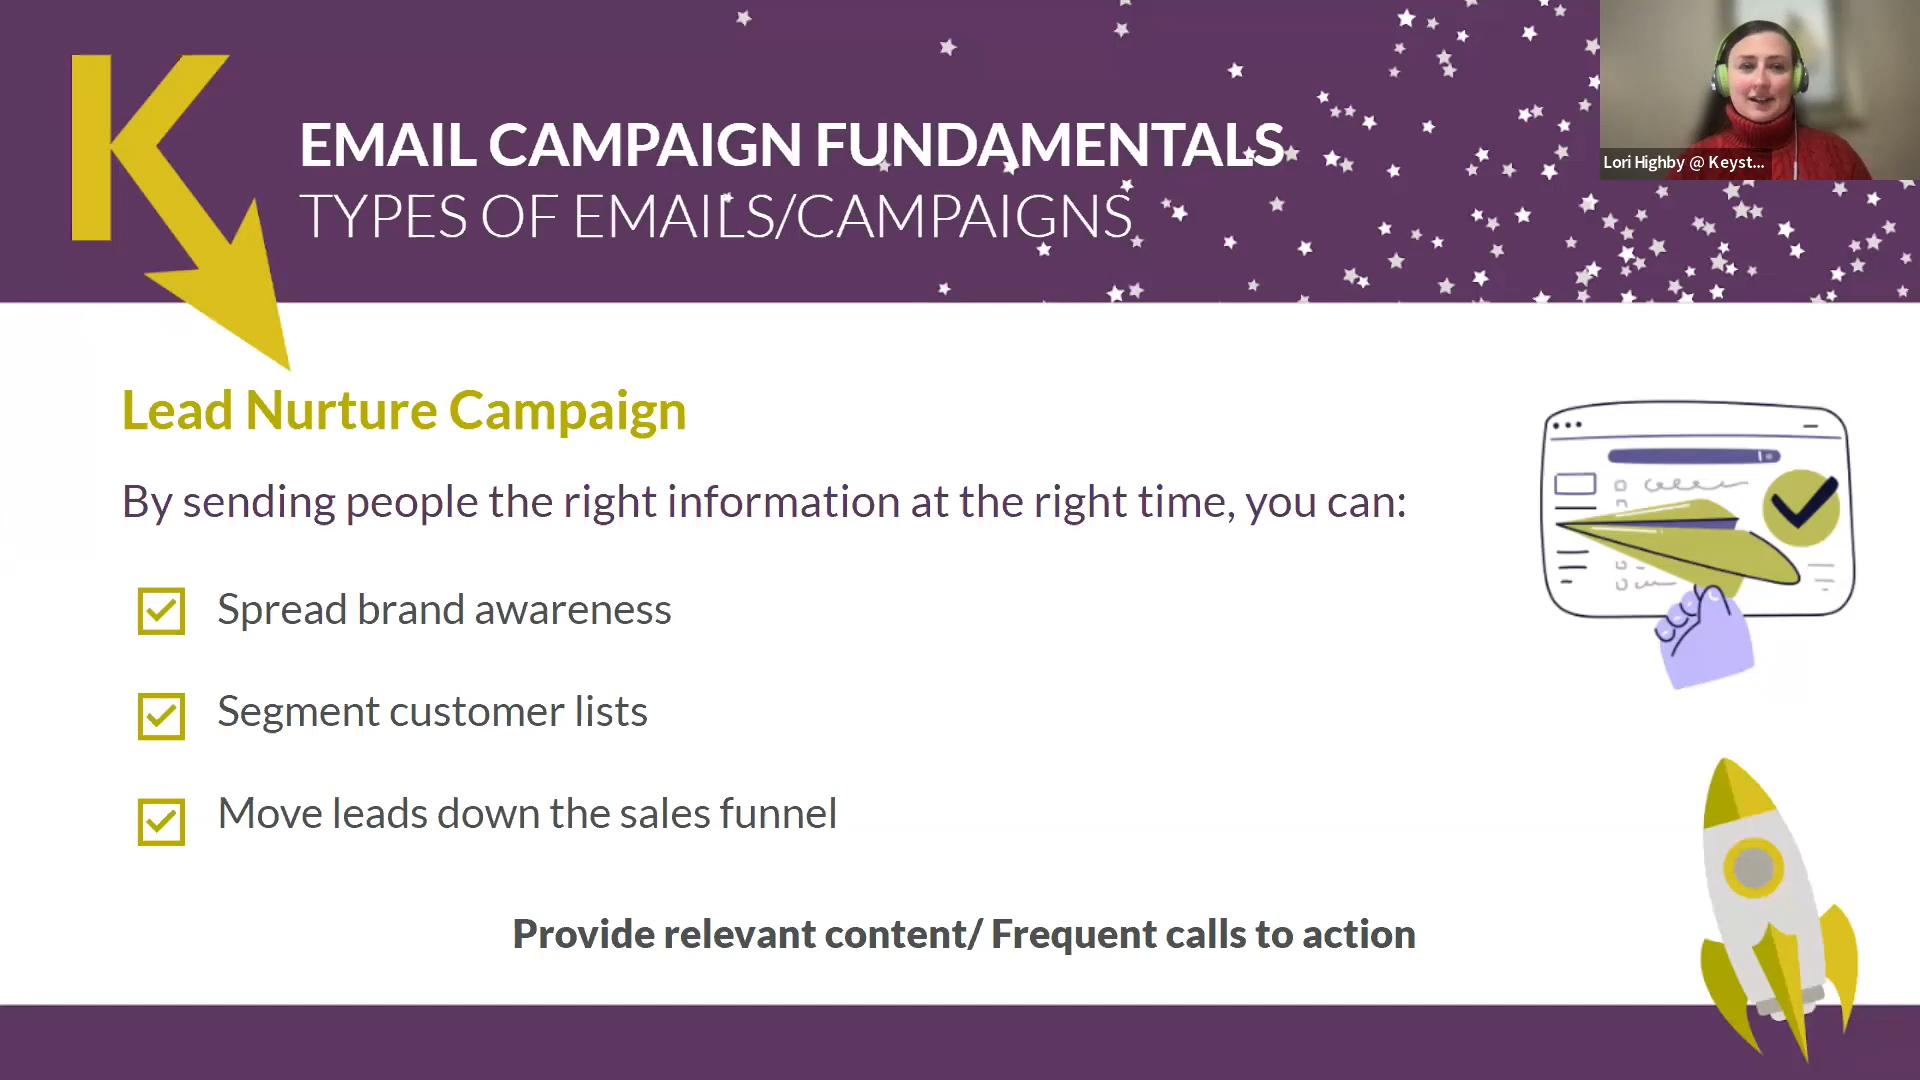 K
EMAIL CAMPAIGN FUNDAMENTALS
TYPES OF EMAILS/CAMPAIGNS
Lori Highby @ Keyst...
Lead Nurture Campaign
By sending people the right information at the right time, you can:
Spread brand awareness
Segment customer lists
Move leads down the sales funnel
Provide relevant content/ Frequent calls to action